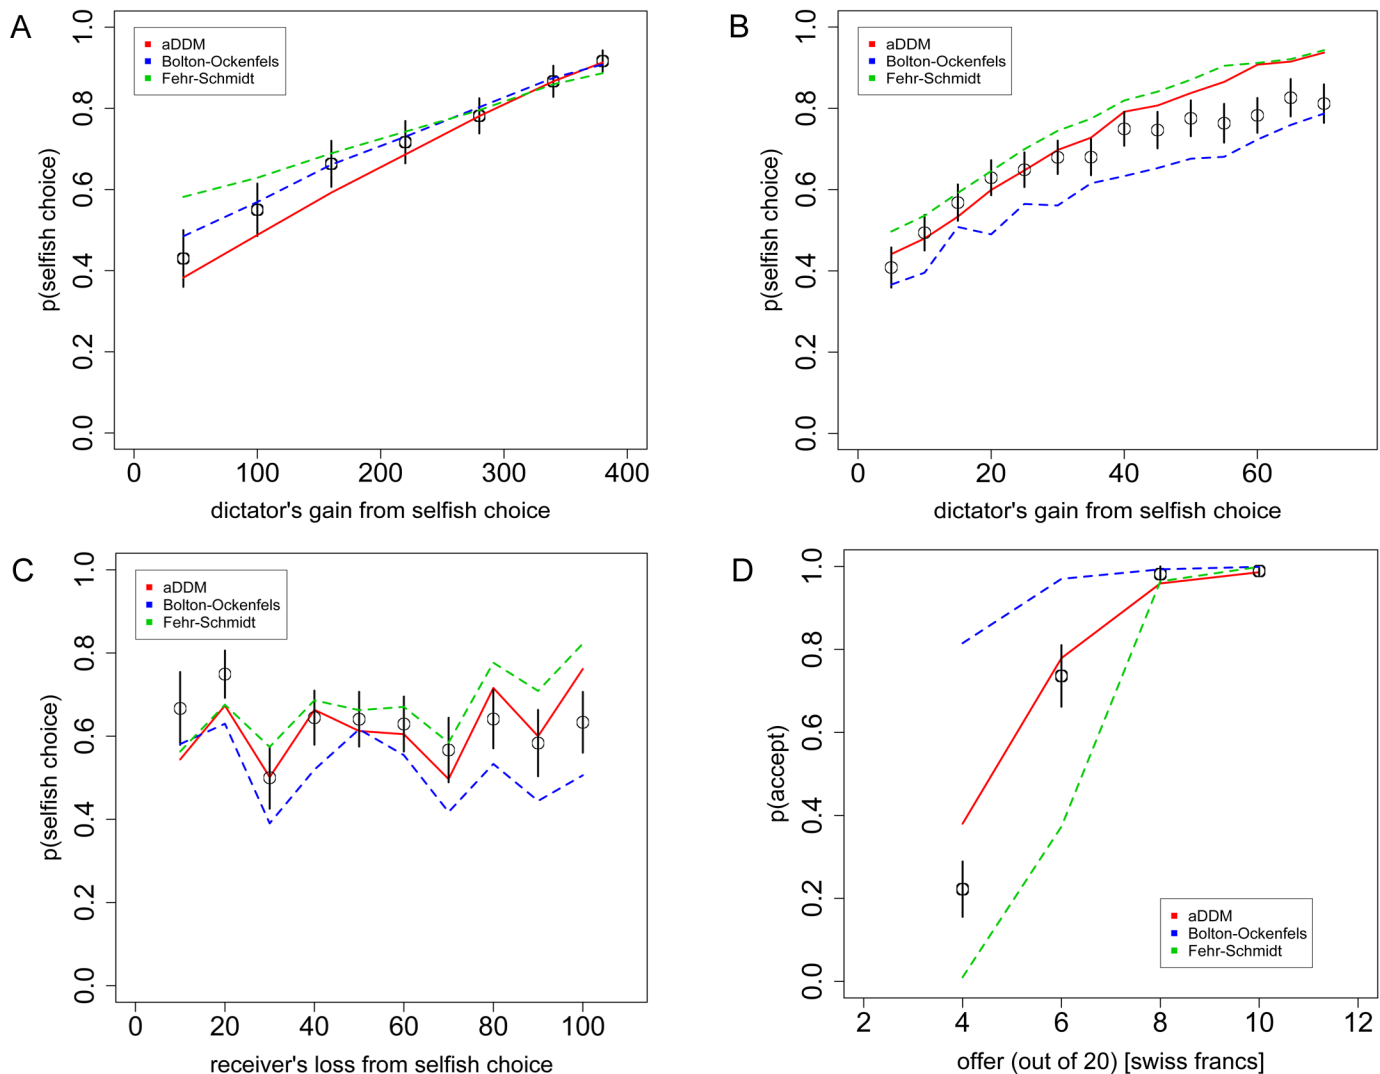 A
1.0
0.8
0.6
0.4
0.2
0.0
p(selfish choice)
aDDM
Bolton-Ockenfels
Fehr-Schmidt
0 100 200 300 400
dictator's gain from selfish choice
B
1.0
0.8
0.6
0.4
0.2
0.0
p(selfish choice)
aDDM
Bolton-Ockenfels
Fehr-Schmidt
0 20 40 60
dictator's gain from selfish choice
C
1.0
0.8
0.6
0.4
0.2
0.0
p(selfish choice)
aDDM
Bolton-Ockenfels
Fehr-Schmidt
0 20 40 60 80 100
receiver's loss from selfish choice
D
1.0
0.8
0.6
0.4
0.2
0.0
p(accept)
aDDM
Bolton-Ockenfels
Fehr-Schmidt
2 4 6 8 10 12
offer (out of 20) [swiss francs]